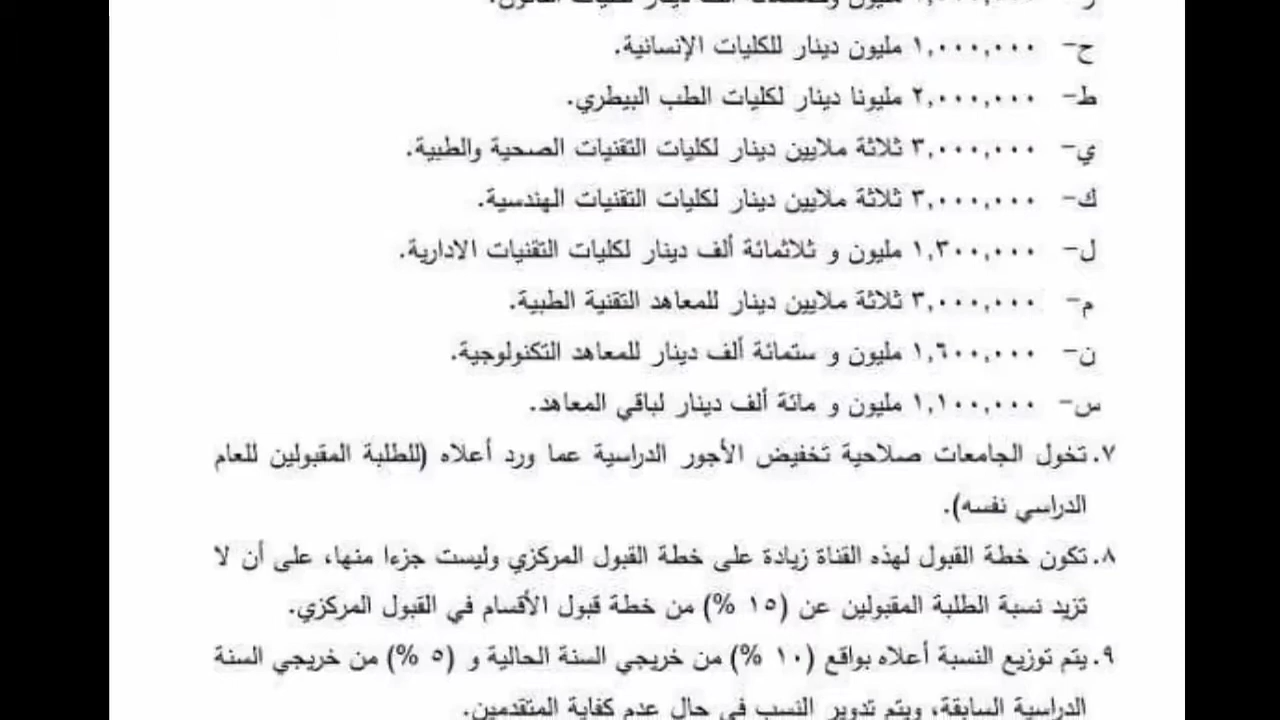 ح- ١,٠٠٠,٠٠٠ مليون دينار للكليات الإنسانية.
ط- ٢,٠٠٠,٠٠٠ مليونا دينار لكليات الطب البيطري.
ي- ٣,٠٠٠,٠٠٠ ثلاثة ملايين دينار لكليات التقنيات الصحية والطبية.
ك- ٣,٠٠٠,٠٠٠ ثلاثة ملايين دينار لكليات التقنيات الهندسية.
ل- ١,٣٠٠,٠٠٠ مليون و ثلاثمائة ألف دينار لكليات التقنيات الادارية.
م- ٣,٠٠٠,٠٠٠ ثلاثة ملايين دينار للمعاهد التقنية الطبية.
ن- ١,٦٠٠,٠٠٠ مليون و ستمائة ألف دينار للمعاهد التكنولوجية.
س- ١,١٠٠,٠٠٠ مليون و مائة ألف دينار لباقي المعاهد.
٧. تخول الجامعات صلاحية تخفيض الأجور الدراسية عما ورد أعلاه (للطلبة المقبولين للعام
الدراسي نفسه).
٨. تكون خطة القبول لهذه القناة زيادة على خطة القبول المركزي وليست جزءا منها، على أن لا
تزيد نسبة الطلبة المقبولين عن (١٥ %) من خطة قبول الأقسام في القبول المركزي.
٩. يتم توزيع النسبة أعلاه بواقع (١٠ %) من خريجي السنة الحالية و (٥ %) من خريجي السنة
الدراسية السابقة، ويتم تدوير النسب في حال عدم كفاية المتقدمين.